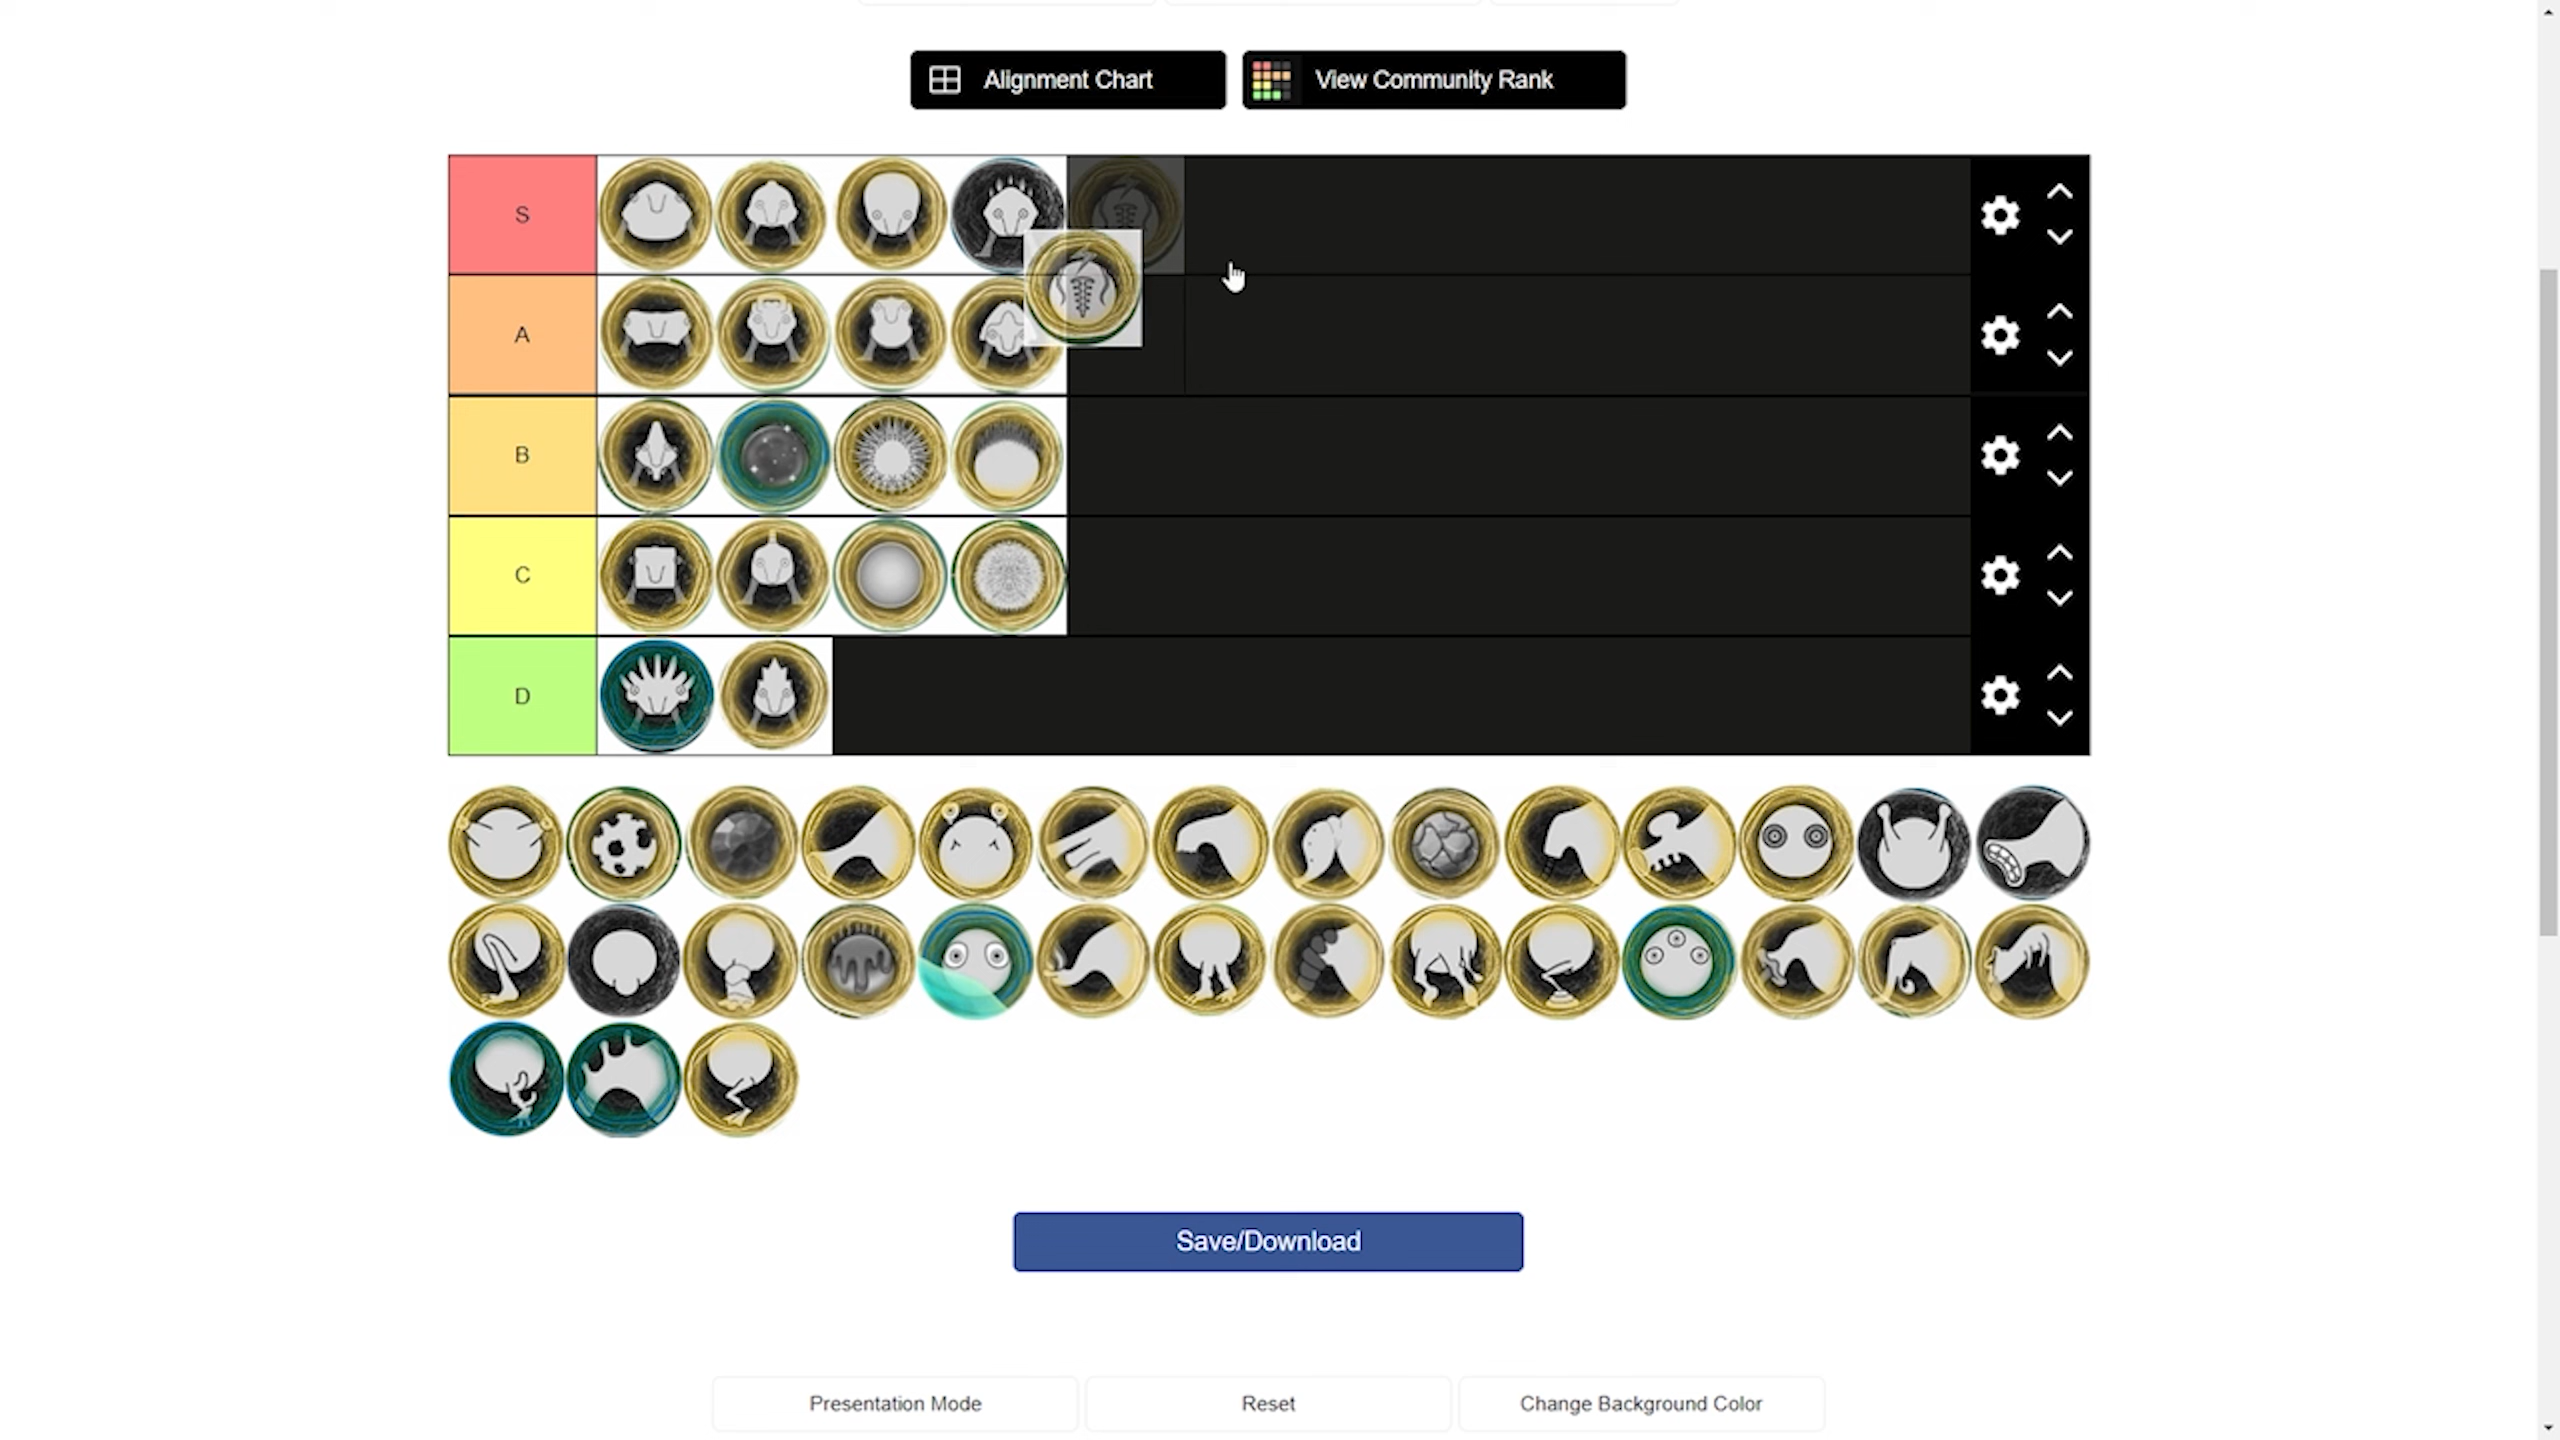 Alignment Chart
View Community Rank
S
A
B
C
D
Save/Download
Presentation Mode
Reset
Change Background Color